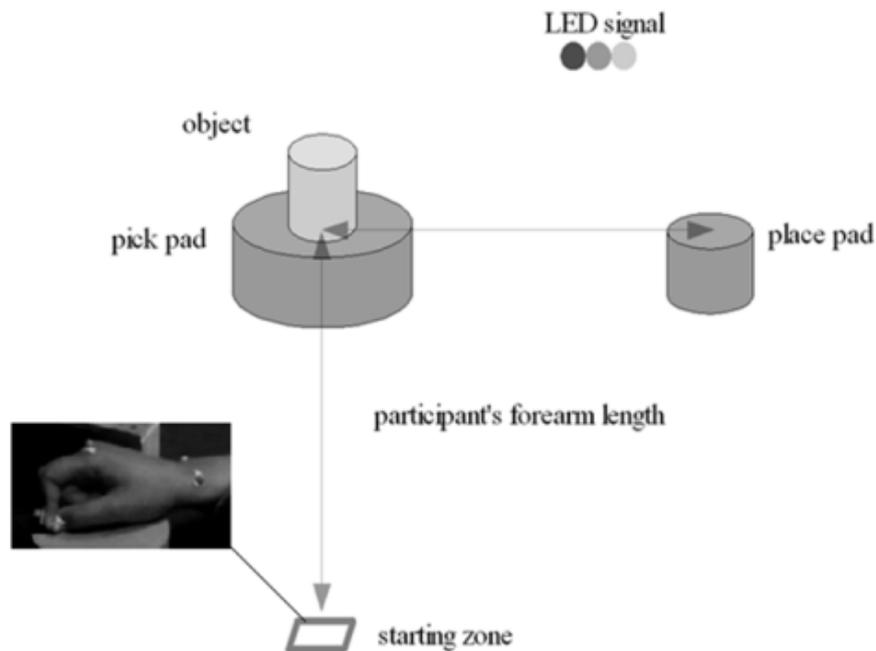 LED signal
object
pick pad
place pad
participant's forearm length
starting zone